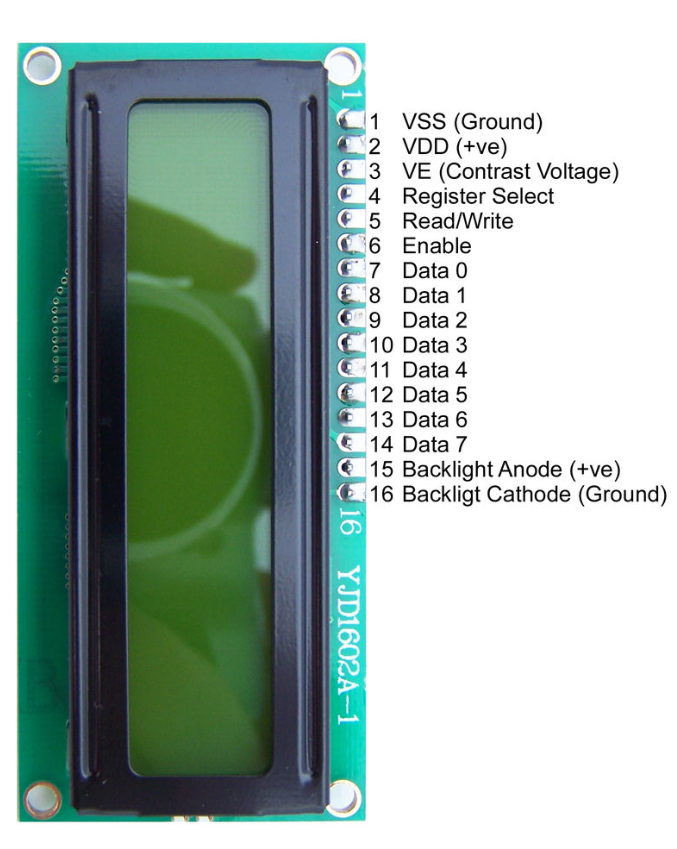 1
1 VSS (Ground)
2 VDD (+ve)
3 VE (Contrast Voltage)
4 Register Select
5 Read/Write
6 Enable
7 Data 0
8 Data 1
9 Data 2
10 Data 3
11 Data 4
12 Data 5
13 Data 6
14 Data 7
15 Backlight Anode (+ve)
16 Backligt Cathode (Ground)
16
YJD1602A-1